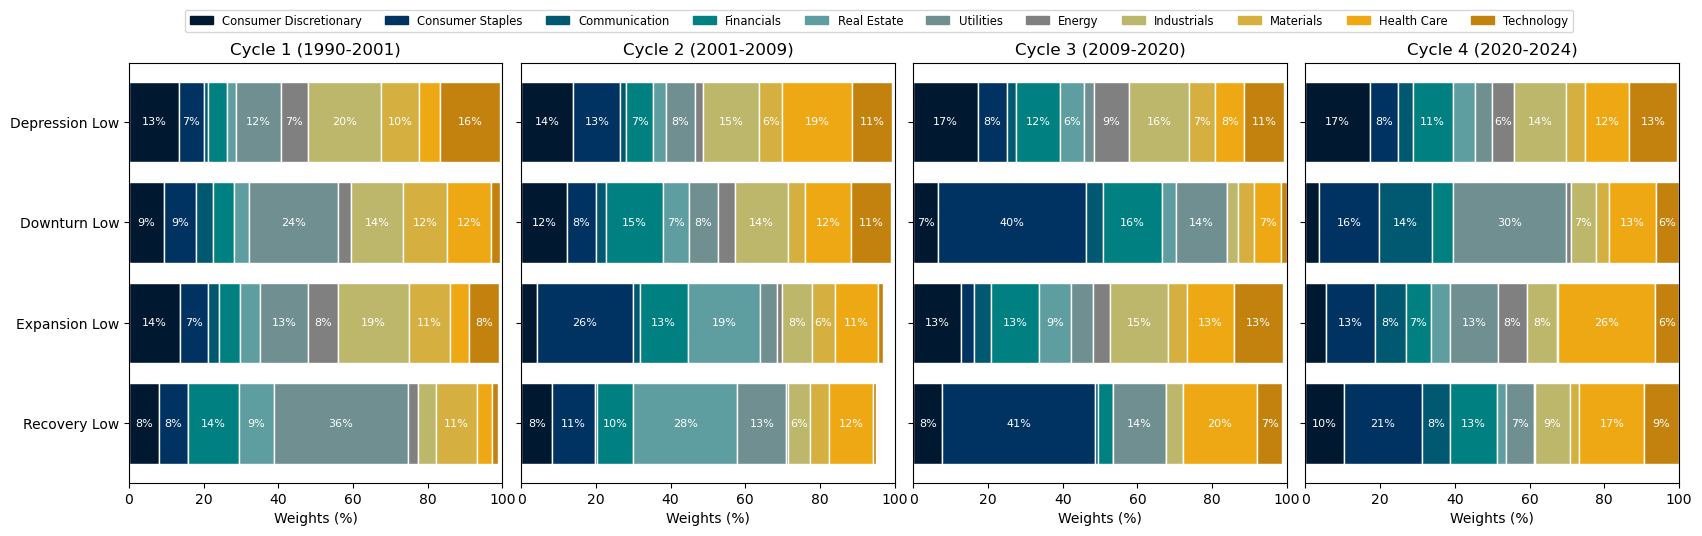 Consumer Discretionary Consumer Staples Communication Financials Real Estate Utilities Energy Industrials Materials Health Care Technology
Cycle 1 (1990-2001) Cycle 2 (2001-2009) Cycle 3 (2009-2020) Cycle 4 (2020-2024)
Depression Low 13% 7% 12% 7% 20% 10% 16% 14% 13% 7% 8% 15% 6% 19% 11% 17% 8% 12% 6% 9% 16% 7% 8% 11% 17% 8% 11% 6% 14% 12% 13%
Downturn Low 9% 9% 24% 14% 12% 12% 12% 8% 15% 7% 8% 14% 12% 11% 7% 40% 16% 14% 7% 16% 14% 30% 7% 13% 6%
Expansion Low 14% 7% 13% 8% 19% 11% 8% 26% 13% 19% 8% 6% 11% 13% 13% 9% 15% 13% 13% 13% 8% 7% 13% 8% 8% 26% 6%
Recovery Low 8% 8% 14% 9% 36% 11% 8% 11% 10% 28% 13% 6% 12% 8% 41% 14% 20% 7% 10% 21% 8% 13% 7% 9% 17% 9%
0 20 40 60 80 100 0 20 40 60 80 100 0 20 40 60 80 100 0 20 40 60 80 100
Weights (%) Weights (%) Weights (%) Weights (%)